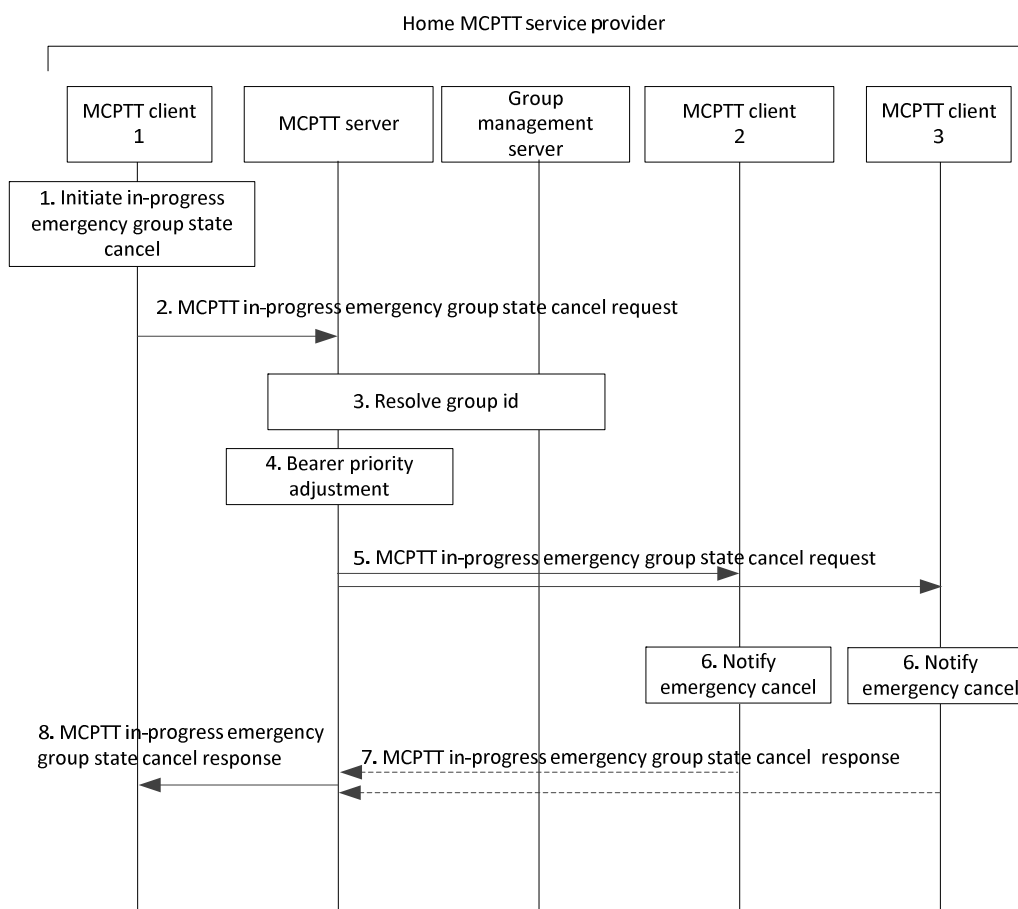 Home MCPTT service provider
MCPTT client
1
MCPTT server
Group
management
server
MCPTT client
2
MCPTT client
3
1. Initiate in-progress
emergency group state
cancel
2. MCPTT in-progress emergency group state cancel request
3. Resolve group id
4. Bearer priority
adjustment
5. MCPTT in-progress emergency group state cancel request
6. Notify
emergency cancel
6. Notify
emergency cancel
8. MCPTT in-progress emergency
group state cancel response
7. MCPTT in-progress emergency group state cancel response